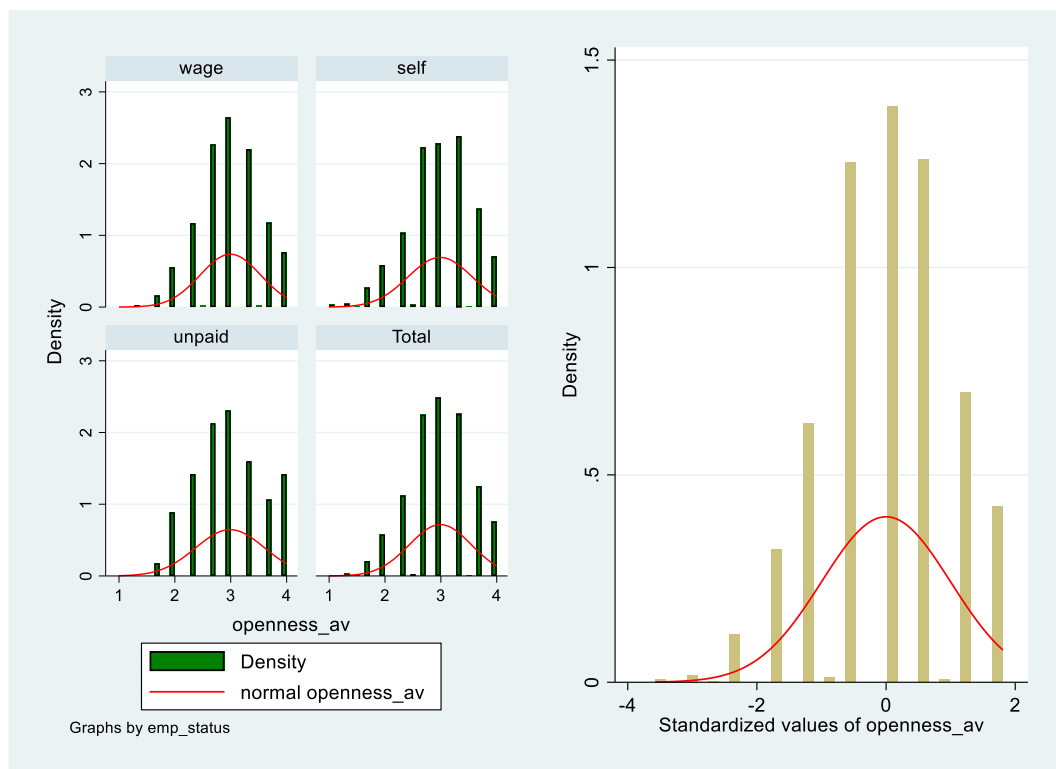 wage
self
3
2
1
0
unpaid
Total
3
2
1
0
Density
1 2 3 4 1 2 3 4
openness_av
Density
normal openness_av
Graphs by emp_status
1.5
1
.5
0
Density
-4 -2 0 2
Standardized values of openness_av